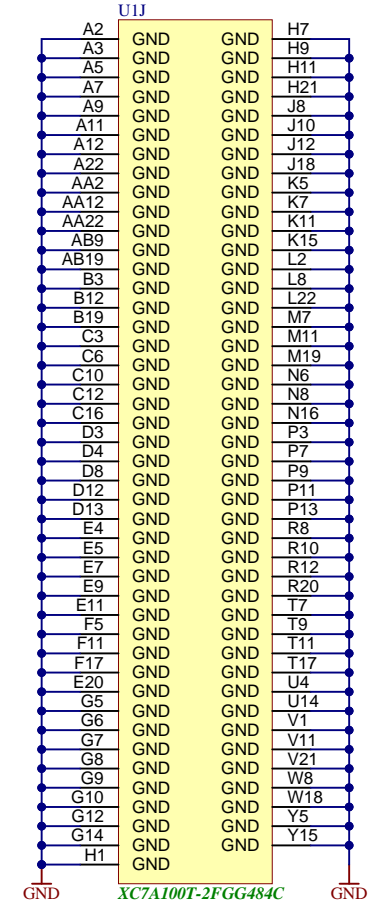 U1J
A2 GND GND H7
A3 GND GND H9
A5 GND GND H11
A7 GND GND H21
A9 GND GND J8
A11 GND GND J10
A12 GND GND J12
A22 GND GND J18
AA2 GND GND K5
AA12 GND GND K7
AA22 GND GND K11
AB9 GND GND K15
AB19 GND GND L2
B3 GND GND L8
B12 GND GND L22
B19 GND GND M7
C3 GND GND M11
C6 GND GND M19
C10 GND GND N6
C12 GND GND N8
C16 GND GND N16
D3 GND GND P3
D4 GND GND P7
D8 GND GND P9
D12 GND GND P11
D13 GND GND P13
E4 GND GND R8
E5 GND GND R10
E7 GND GND R12
E9 GND GND R20
E11 GND GND T7
F5 GND GND T9
F11 GND GND T11
F17 GND GND T17
E20 GND GND U4
G5 GND GND U14
G6 GND GND V1
G7 GND GND V11
G8 GND GND V21
G9 GND GND W8
G10 GND GND W18
G12 GND GND Y5
G14 GND GND Y15
H1 GND
GND XC7A100T-2FGG484C GND